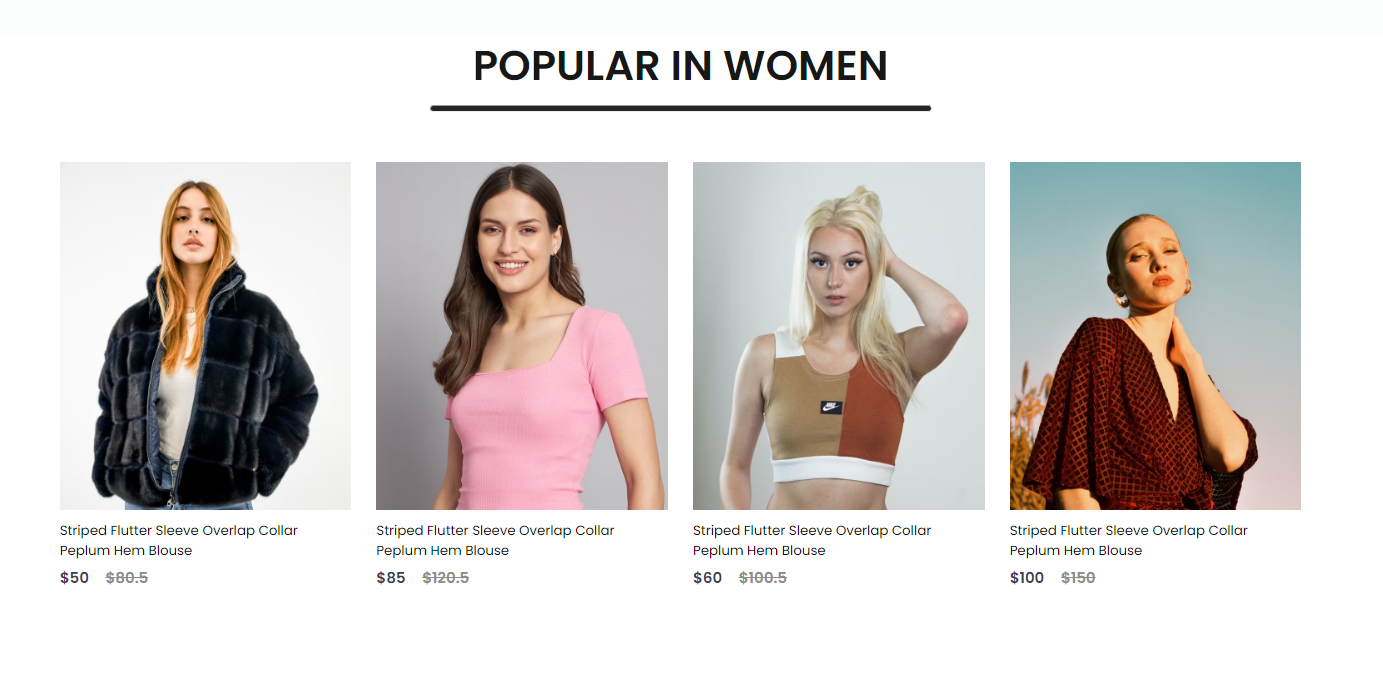 POPULAR IN WOMEN
Striped Flutter Sleeve Overlap Collar
Peplum Hem Blouse
$50 $80.5
Striped Flutter Sleeve Overlap Collar
Peplum Hem Blouse
$85 $120.5
Striped Flutter Sleeve Overlap Collar
Peplum Hem Blouse
$60 $100.5
Striped Flutter Sleeve Overlap Collar
Peplum Hem Blouse
$100 $150